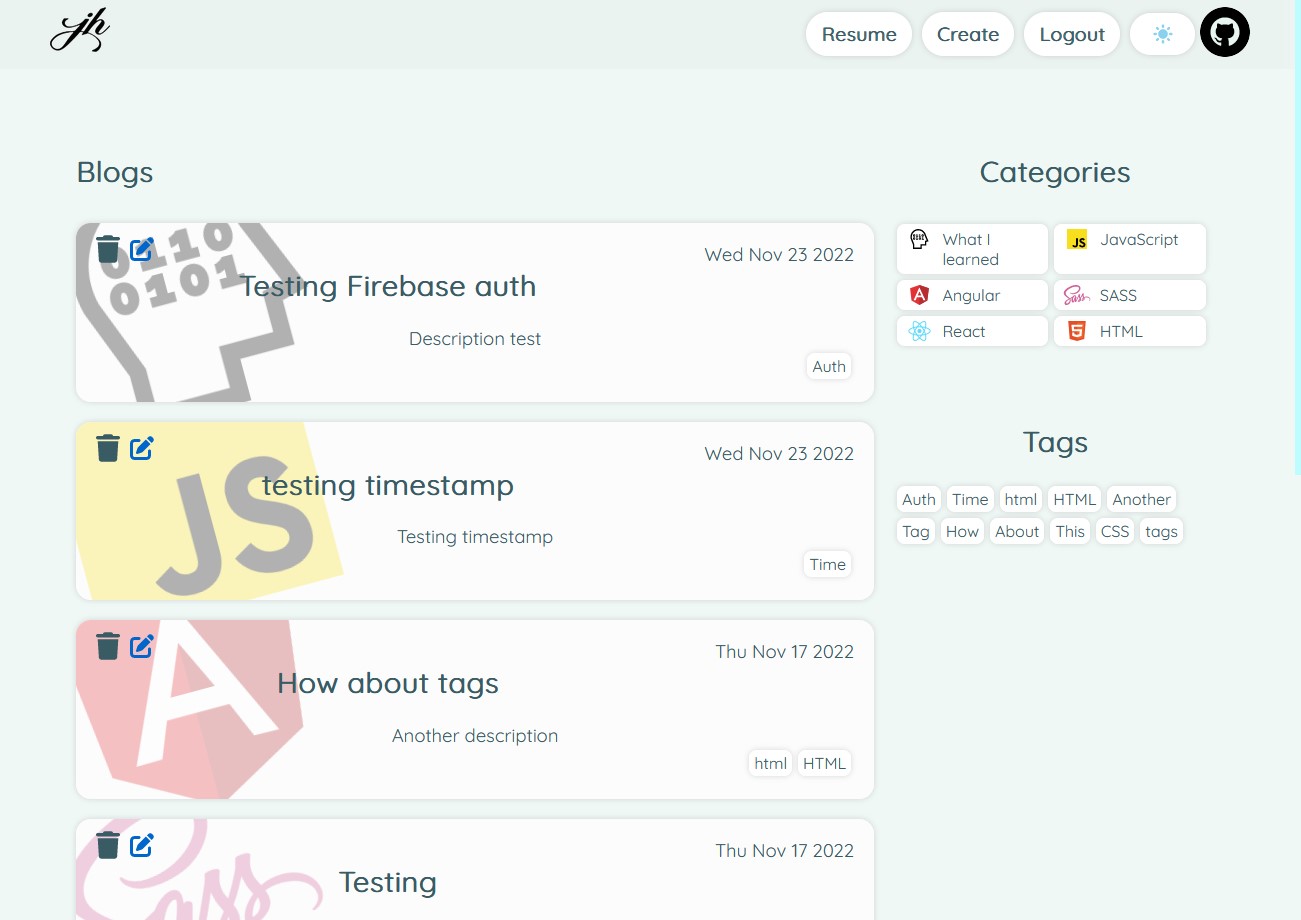 jh
Resume Create Logout
Blogs
Categories
0110
0101
Wed Nov 23 2022
Testing Firebase auth
Description test
Auth
What I
learned
JS JavaScript
Angular
Sass SASS
React
HTML
JS
Wed Nov 23 2022
testing timestamp
Testing timestamp
Time
Tags
Auth Time html HTML Another
Tag How About This CSS tags
A
Thu Nov 17 2022
How about tags
Another description
html HTML
Sass
Thu Nov 17 2022
Testing